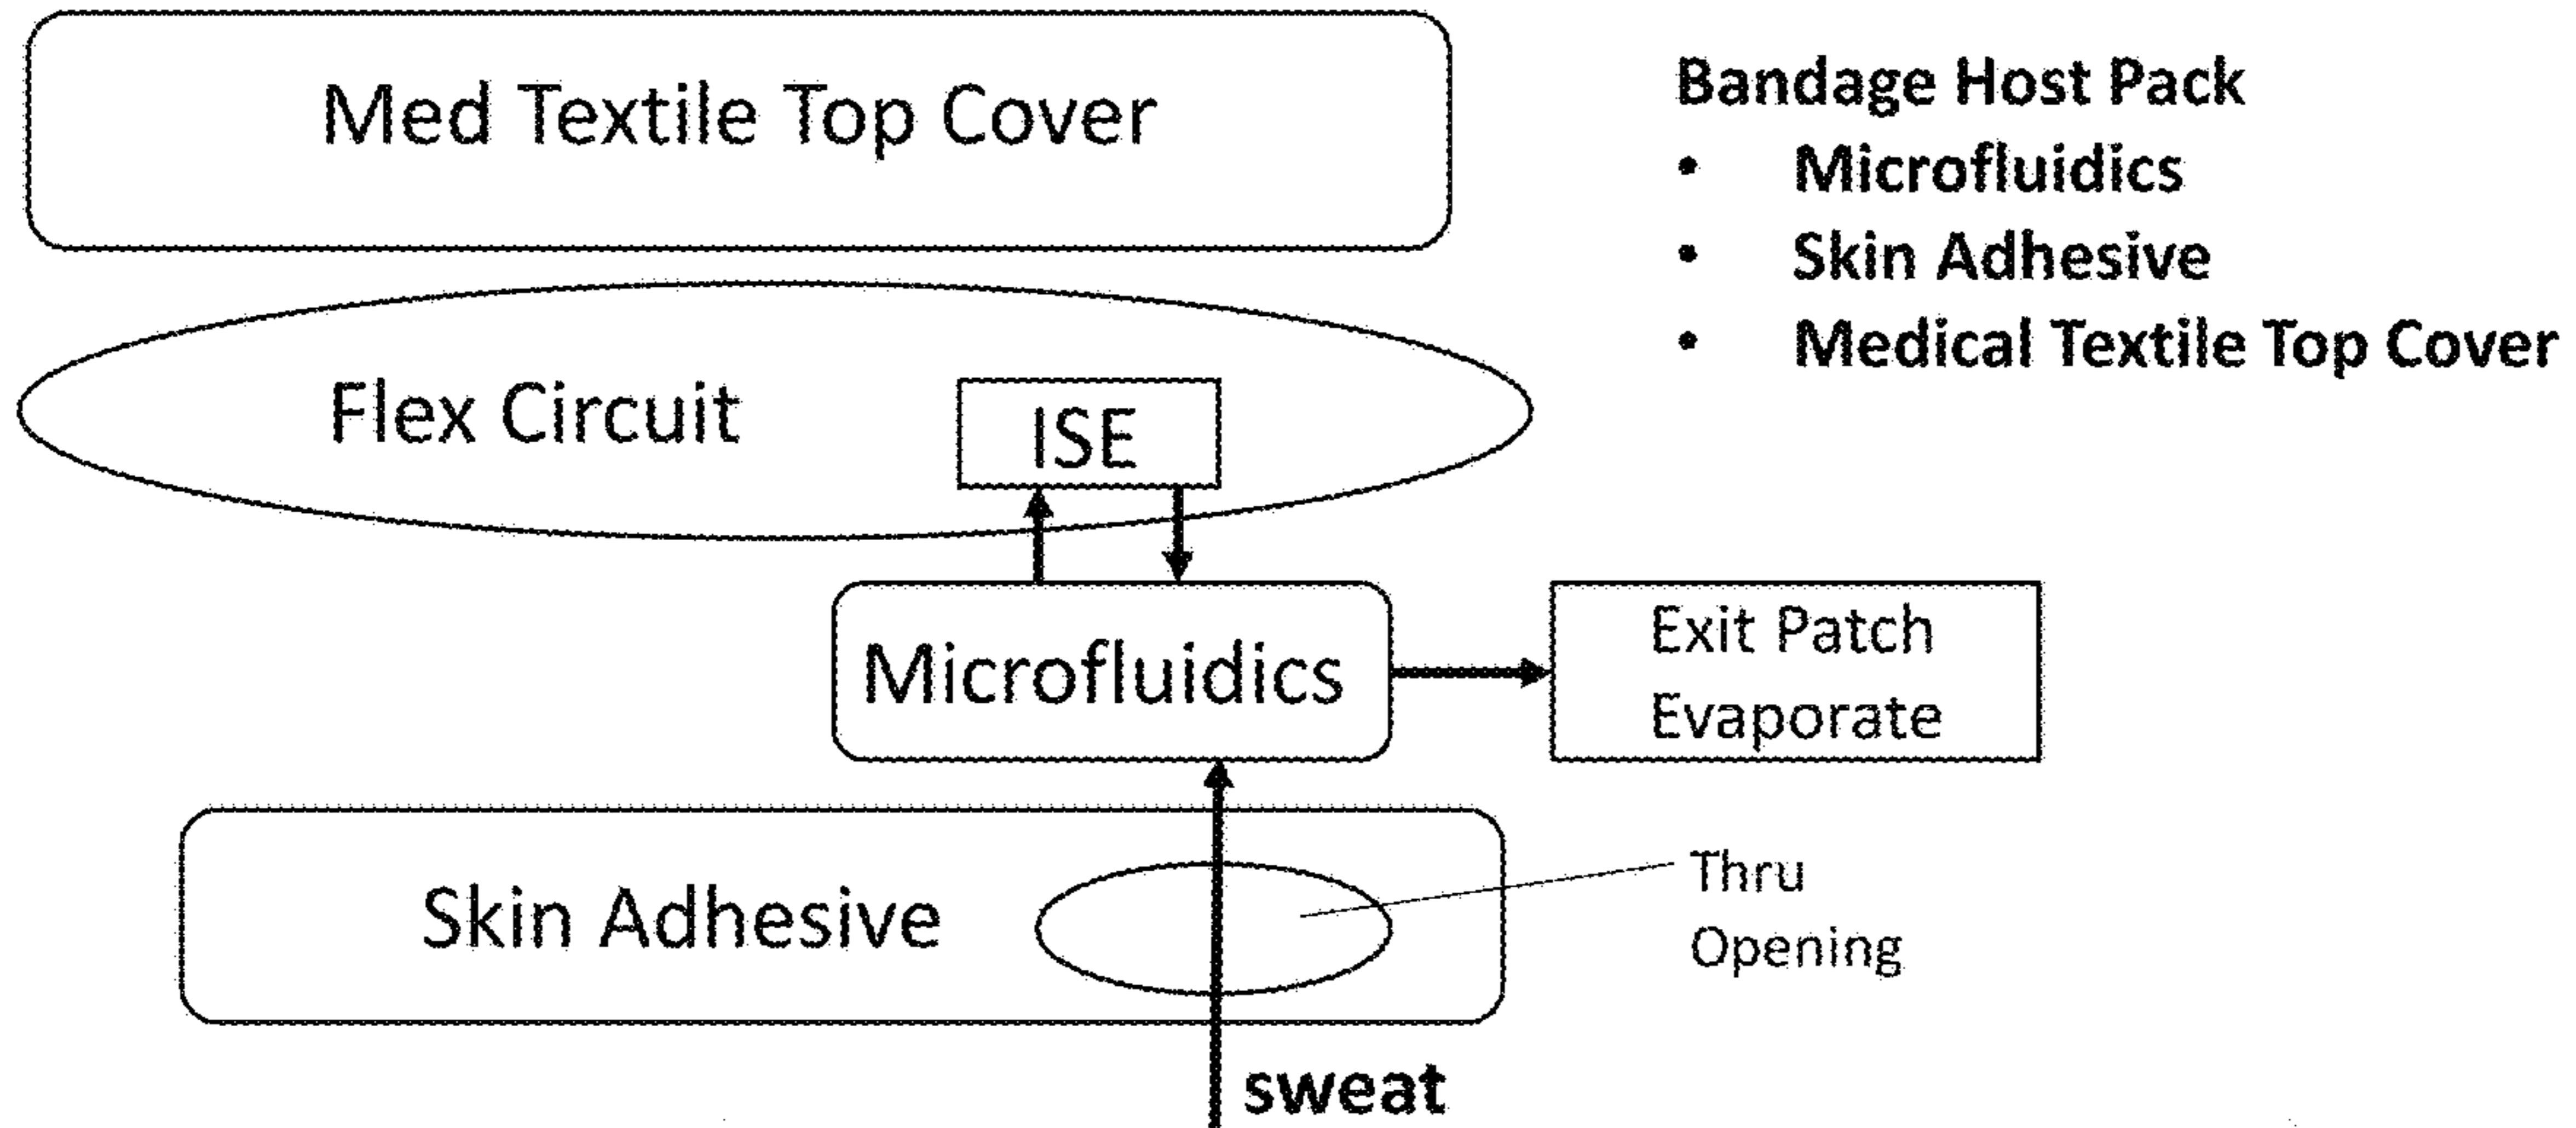 Med Textile Top Cover
Bandage Host Pack
• Microfluidics
• Skin Adhesive
• Medical Textile Top Cover
Flex Circuit
ISE
Microfluidics
Exit Patch
Evaporate
Skin Adhesive
Thru
Opening
sweat